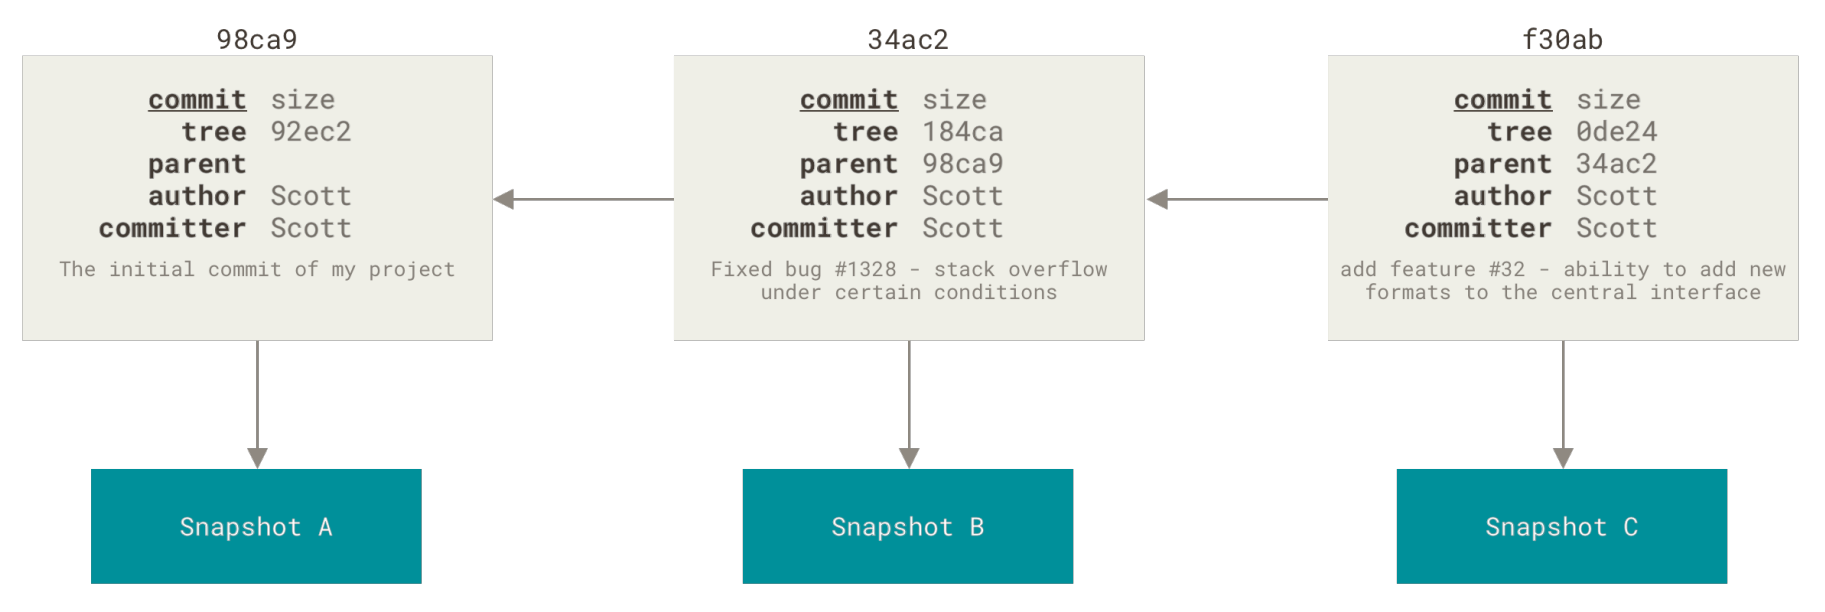 98ca9
commit size
tree 92ec2
parent
author Scott
committer Scott
The initial commit of my project
Snapshot A
34ac2
commit size
tree 184ca
parent 98ca9
author Scott
committer Scott
Fixed bug #1328 - stack overflow
under certain conditions
Snapshot B
f30ab
commit size
tree 0de24
parent 34ac2
author Scott
committer Scott
add feature #32 - ability to add new
formats to the central interface
Snapshot C